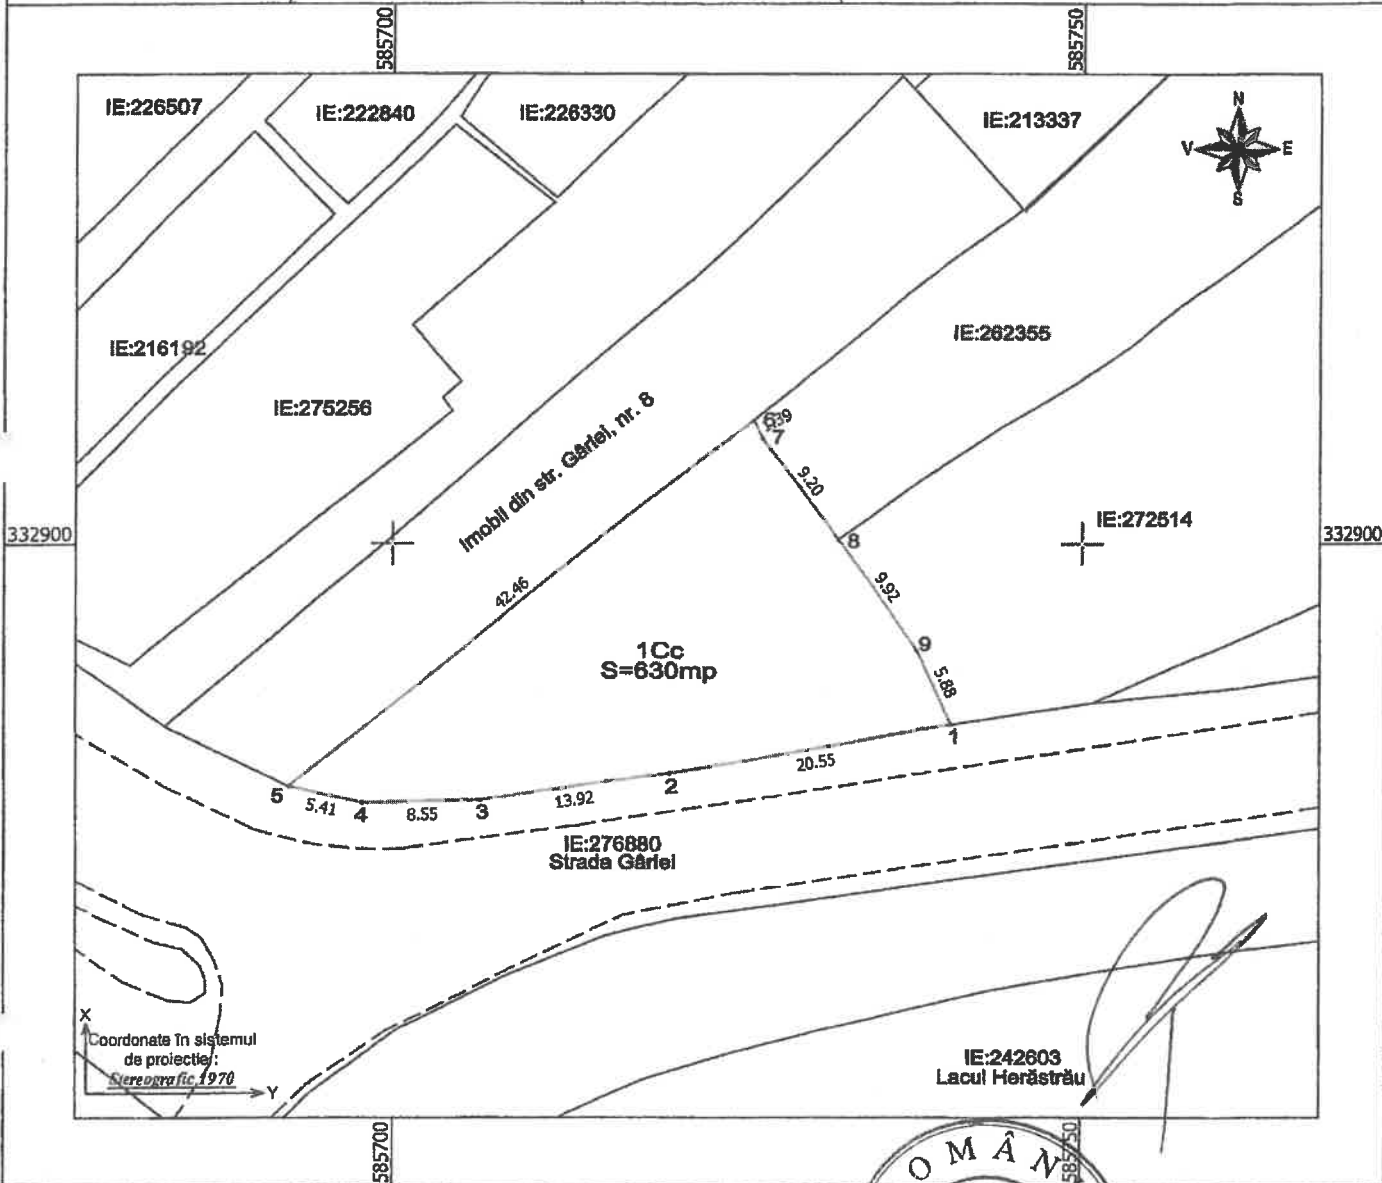 585700
585750
IE:226507
IE:222840
IE:226330
IE:213337
N
V
E
S
IE:262355
IE:216192
IE:275256
Imobil din str. Gârlei, nr. 8
6
7
9.20
332900
IE:272514
332900
8
42.46
9.92
1Cc
S=630mp
9
5.88
1
20.55
2
5
5.41
4
8.55
3
13.92
IE:276880
Strada Gârlei
X
Coordonate în sistemul
de proiecție:
Stereografic 1970
Y
IE:242603
Lacul Herăstrău
585700
585750
OMÂN